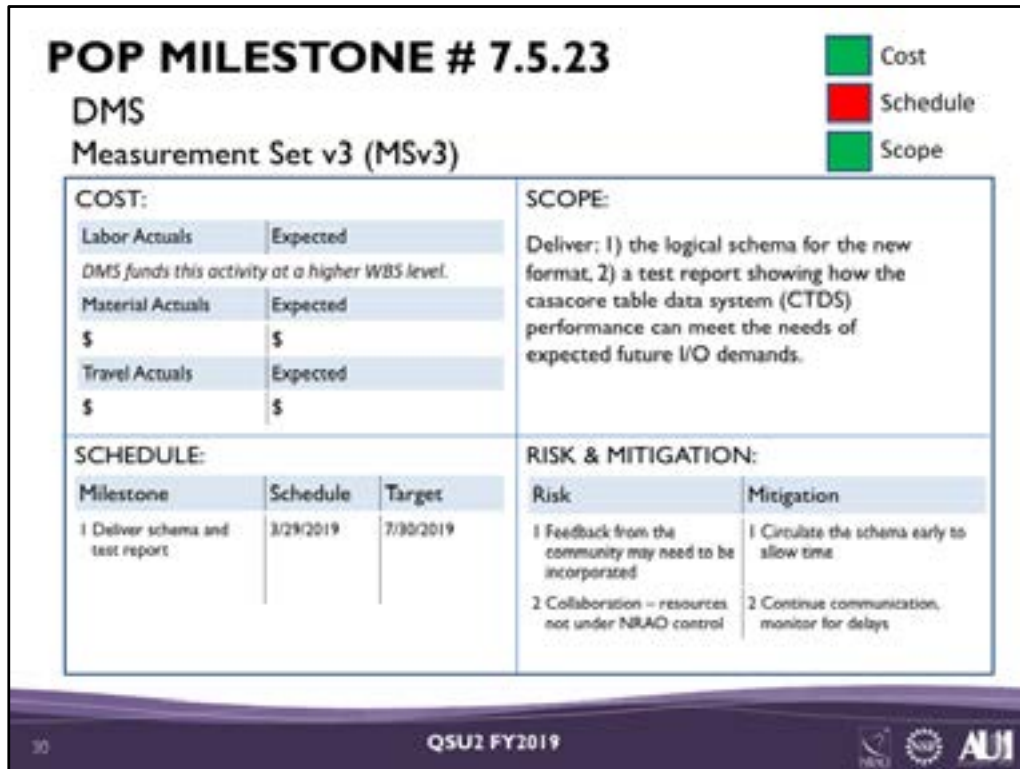 POP MILESTONE # 7.5.23
DMS
Measurement Set v3 (MSv3)
Cost
Schedule
Scope
COST:
Labor Actuals Expected
DMS funds this activity at a higher WBS level.
Material Actuals Expected
$ $
Travel Actuals Expected
$ $
SCOPE:
Deliver: 1) the logical schema for the new
format, 2) a test report showing how the
casacore table data system (CTDS)
performance can meet the needs of
expected future I/O demands.
SCHEDULE:
Milestone Schedule Target
1 Deliver schema and 3/29/2019 7/30/2019
test report
RISK & MITIGATION:
Risk Mitigation
1 Feedback from the
community may need to be
incorporated
1 Circulate the schema early to
allow time
2 Collaboration – resources
not under NRAO control
2 Continue communication,
monitor for delays
30
QSU2 FY2019
NRAO
NSF
AUI